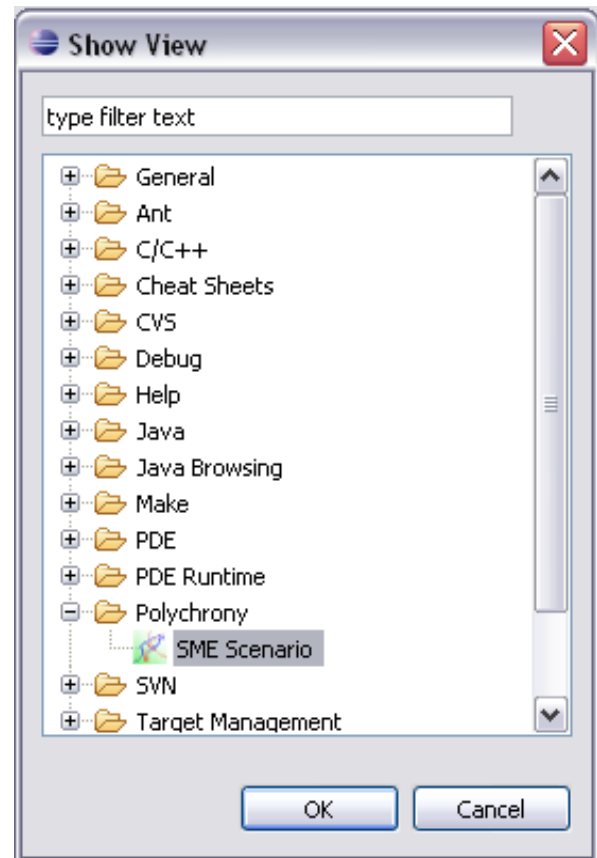 Show View
type filter text
General
Ant
C/C++
Cheat Sheets
CVS
Debug
Help
Java
Java Browsing
Make
PDE
PDE Runtime
Polychrony
SME Scenario
SVN
Target Management
OK Cancel